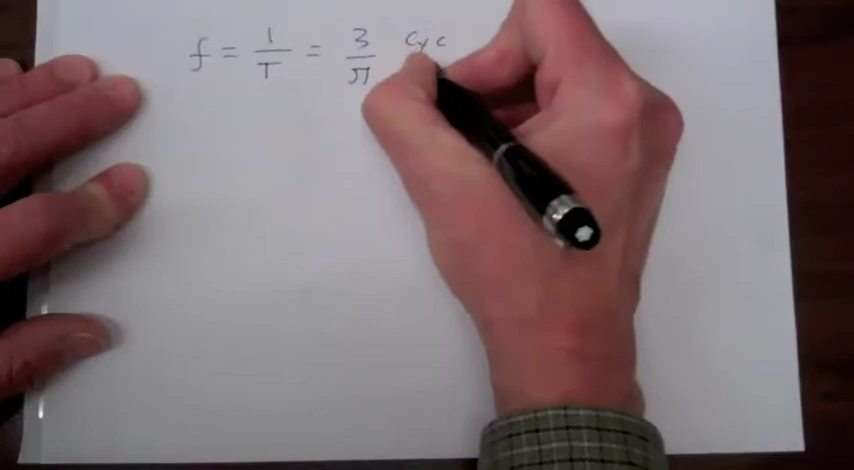 f = 1/T = 3/π cyc